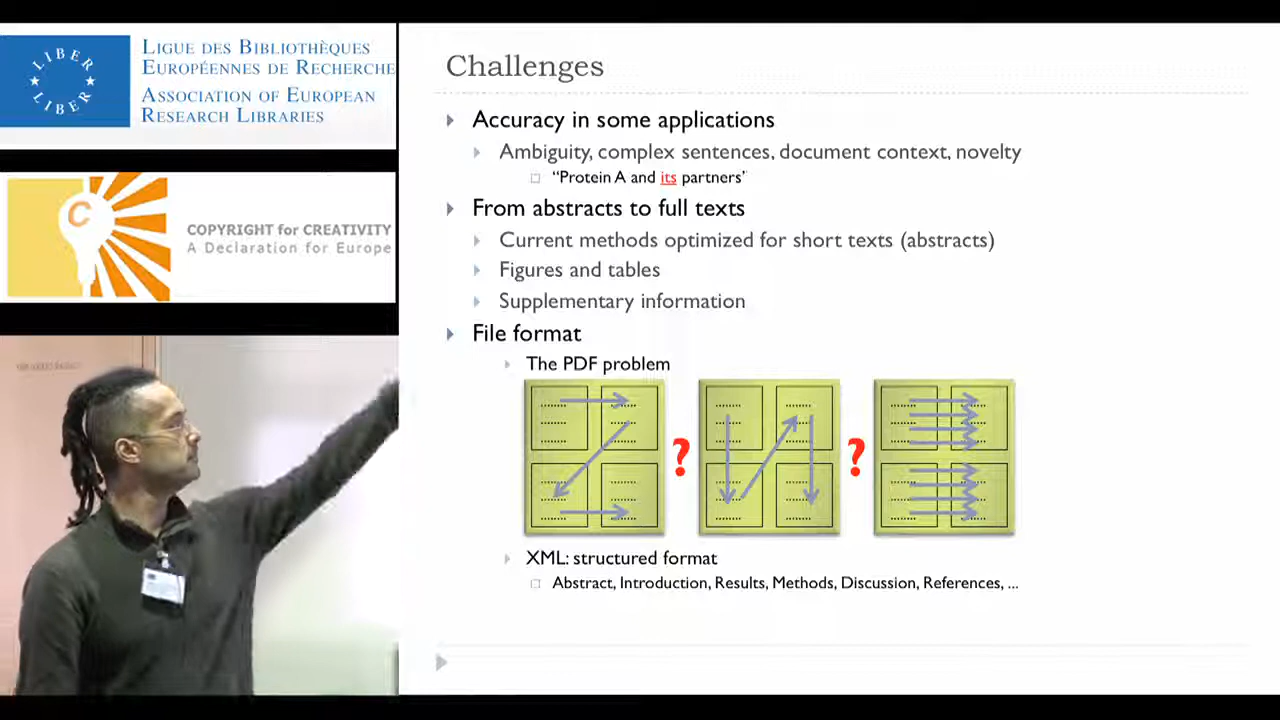 LIBER
LIBER
LIGUE DES BIBLIOTHÈQUES
EUROPÉENNES DE RECHERCHE
ASSOCIATION OF EUROPEAN
RESEARCH LIBRARIES
C
COPYRIGHT for CREATIVITY
A Declaration for Europe
Challenges
Accuracy in some applications
Ambiguity, complex sentences, document context, novelty
“Protein A and its partners”
From abstracts to full texts
Current methods optimized for short texts (abstracts)
Figures and tables
Supplementary information
File format
The PDF problem
? ?
XML: structured format
Abstract, Introduction, Results, Methods, Discussion, References, ...